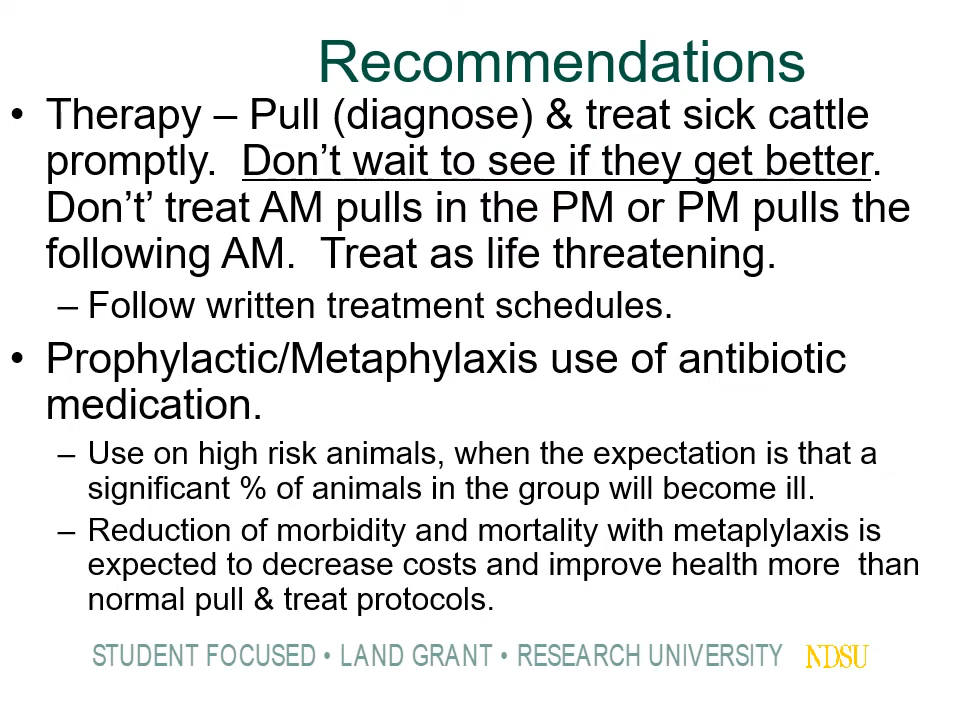 Recommendations
• Therapy – Pull (diagnose) & treat sick cattle
promptly.  Don’t wait to see if they get better.
Don’t’ treat AM pulls in the PM or PM pulls the
following AM.  Treat as life threatening.
– Follow written treatment schedules.
• Prophylactic/Metaphylaxis use of antibiotic
medication.
– Use on high risk animals, when the expectation is that a
significant % of animals in the group will become ill.
– Reduction of morbidity and mortality with metaplylaxis is
expected to decrease costs and improve health more  than
normal pull & treat protocols.
STUDENT FOCUSED • LAND GRANT • RESEARCH UNIVERSITY NDSU